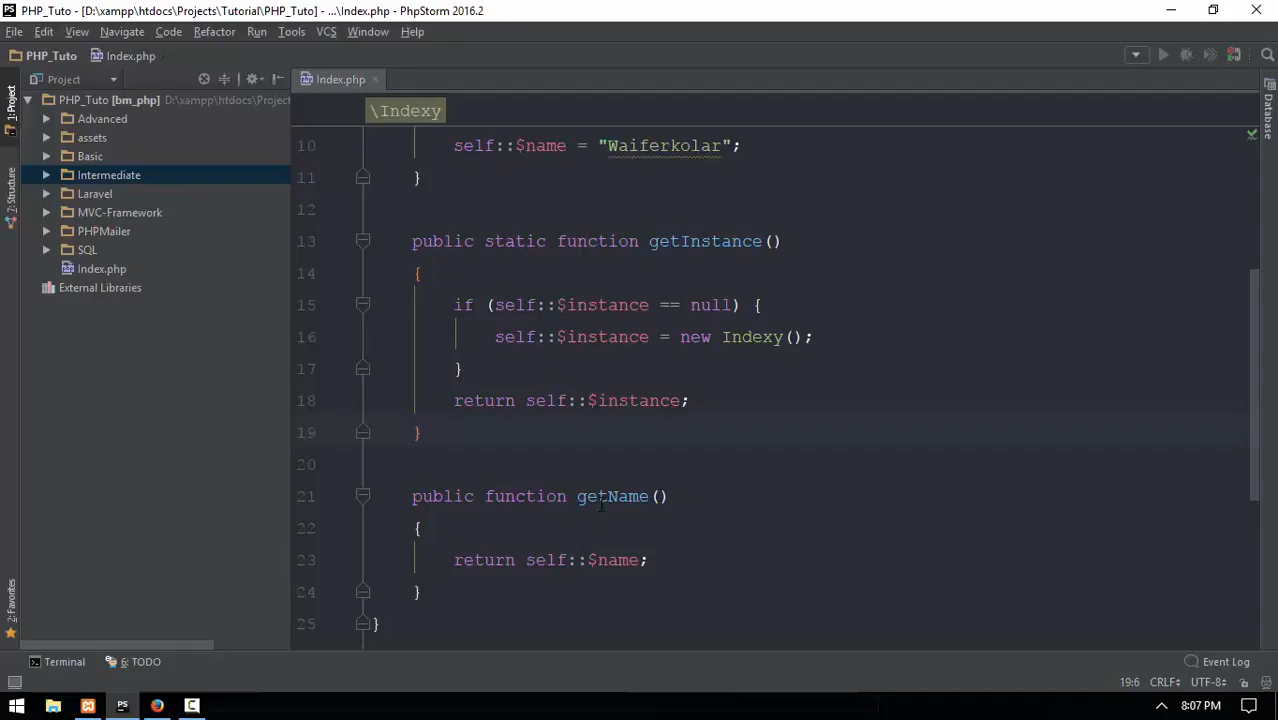 PHP_Tuto - [D:\xampp\htdocs\Projects\Tutorial\PHP_Tuto] - ...\Index.php - PhpStorm 2016.2
File Edit View Navigate Code Refactor Run Tools VCS Window Help
PHP_Tuto Index.php
Project
Index.php
1: Project
7: Structure
2: Favorites
Database
PHP_Tuto [bm_php] D:\xampp\htdocs\Project
Advanced
assets
Basic
Intermediate
Laravel
MVC-Framework
PHPMailer
SQL
Index.php
External Libraries
\Indexy
10 self::$name = "Waiferkolar";
11 }
12
13 public static function getInstance()
14 {
15 if (self::$instance == null) {
16 self::$instance = new Indexy();
17 }
18 return self::$instance;
19 }
20
21 public function getName()
22 {
23 return self::$name;
24 }
25 }
Terminal 6: TODO Event Log
19:6 CRLF UTF-8
PS
8:07 PM